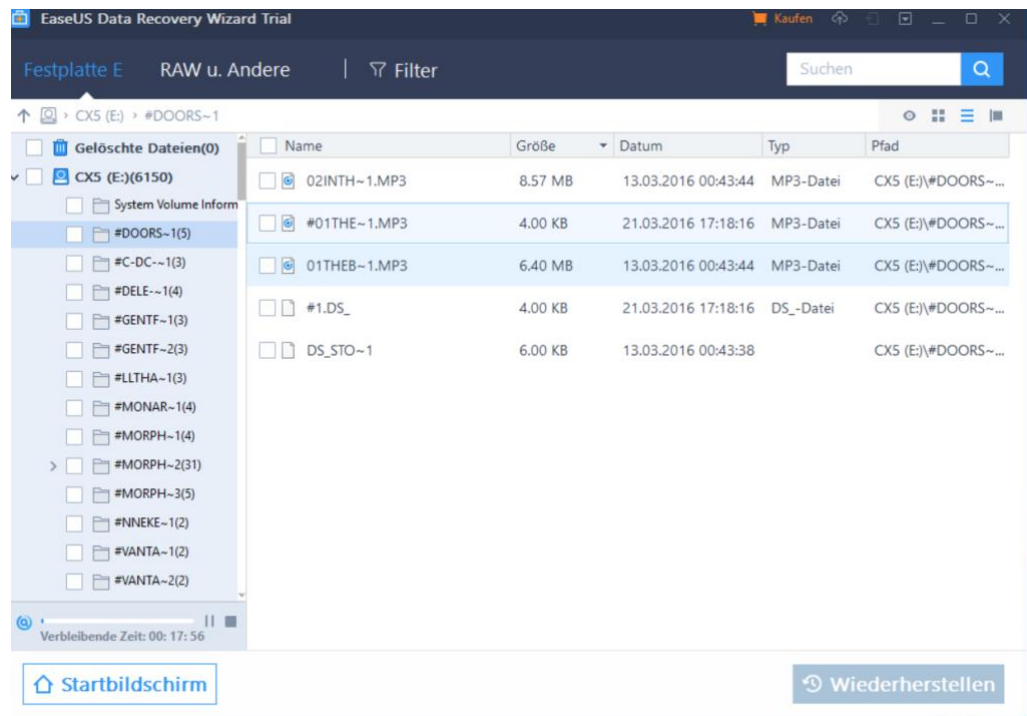 EaseUS Data Recovery Wizard Trial
Kaufen
Festplatte E RAW u. Andere | Filter
Suchen
CX5 (E:) › #DOORS~1
Gelöschte Dateien(0)
CX5 (E:)(6150)
System Volume Inform
#DOORS~1(5)
#C-DC-~1(3)
#DELE-~1(4)
#GENTF~1(3)
#GENTF~2(3)
#LLTHA~1(3)
#MONAR~1(4)
#MORPH~1(4)
#MORPH~2(31)
#MORPH~3(5)
#NNEKE~1(2)
#VANTA~1(2)
#VANTA~2(2)
Verbleibende Zeit: 00: 17: 56
Name Größe Datum Typ Pfad
02INTH~1.MP3 8.57 MB 13.03.2016 00:43:44 MP3-Datei CX5 (E:)\#DOORS~...
#01THE~1.MP3 4.00 KB 21.03.2016 17:18:16 MP3-Datei CX5 (E:)\#DOORS~...
01THEB~1.MP3 6.40 MB 13.03.2016 00:43:44 MP3-Datei CX5 (E:)\#DOORS~...
#1.DS_ 4.00 KB 21.03.2016 17:18:16 DS_-Datei CX5 (E:)\#DOORS~...
DS_STO~1 6.00 KB 13.03.2016 00:43:38 CX5 (E:)\#DOORS~...
Startbildschirm
Wiederherstellen